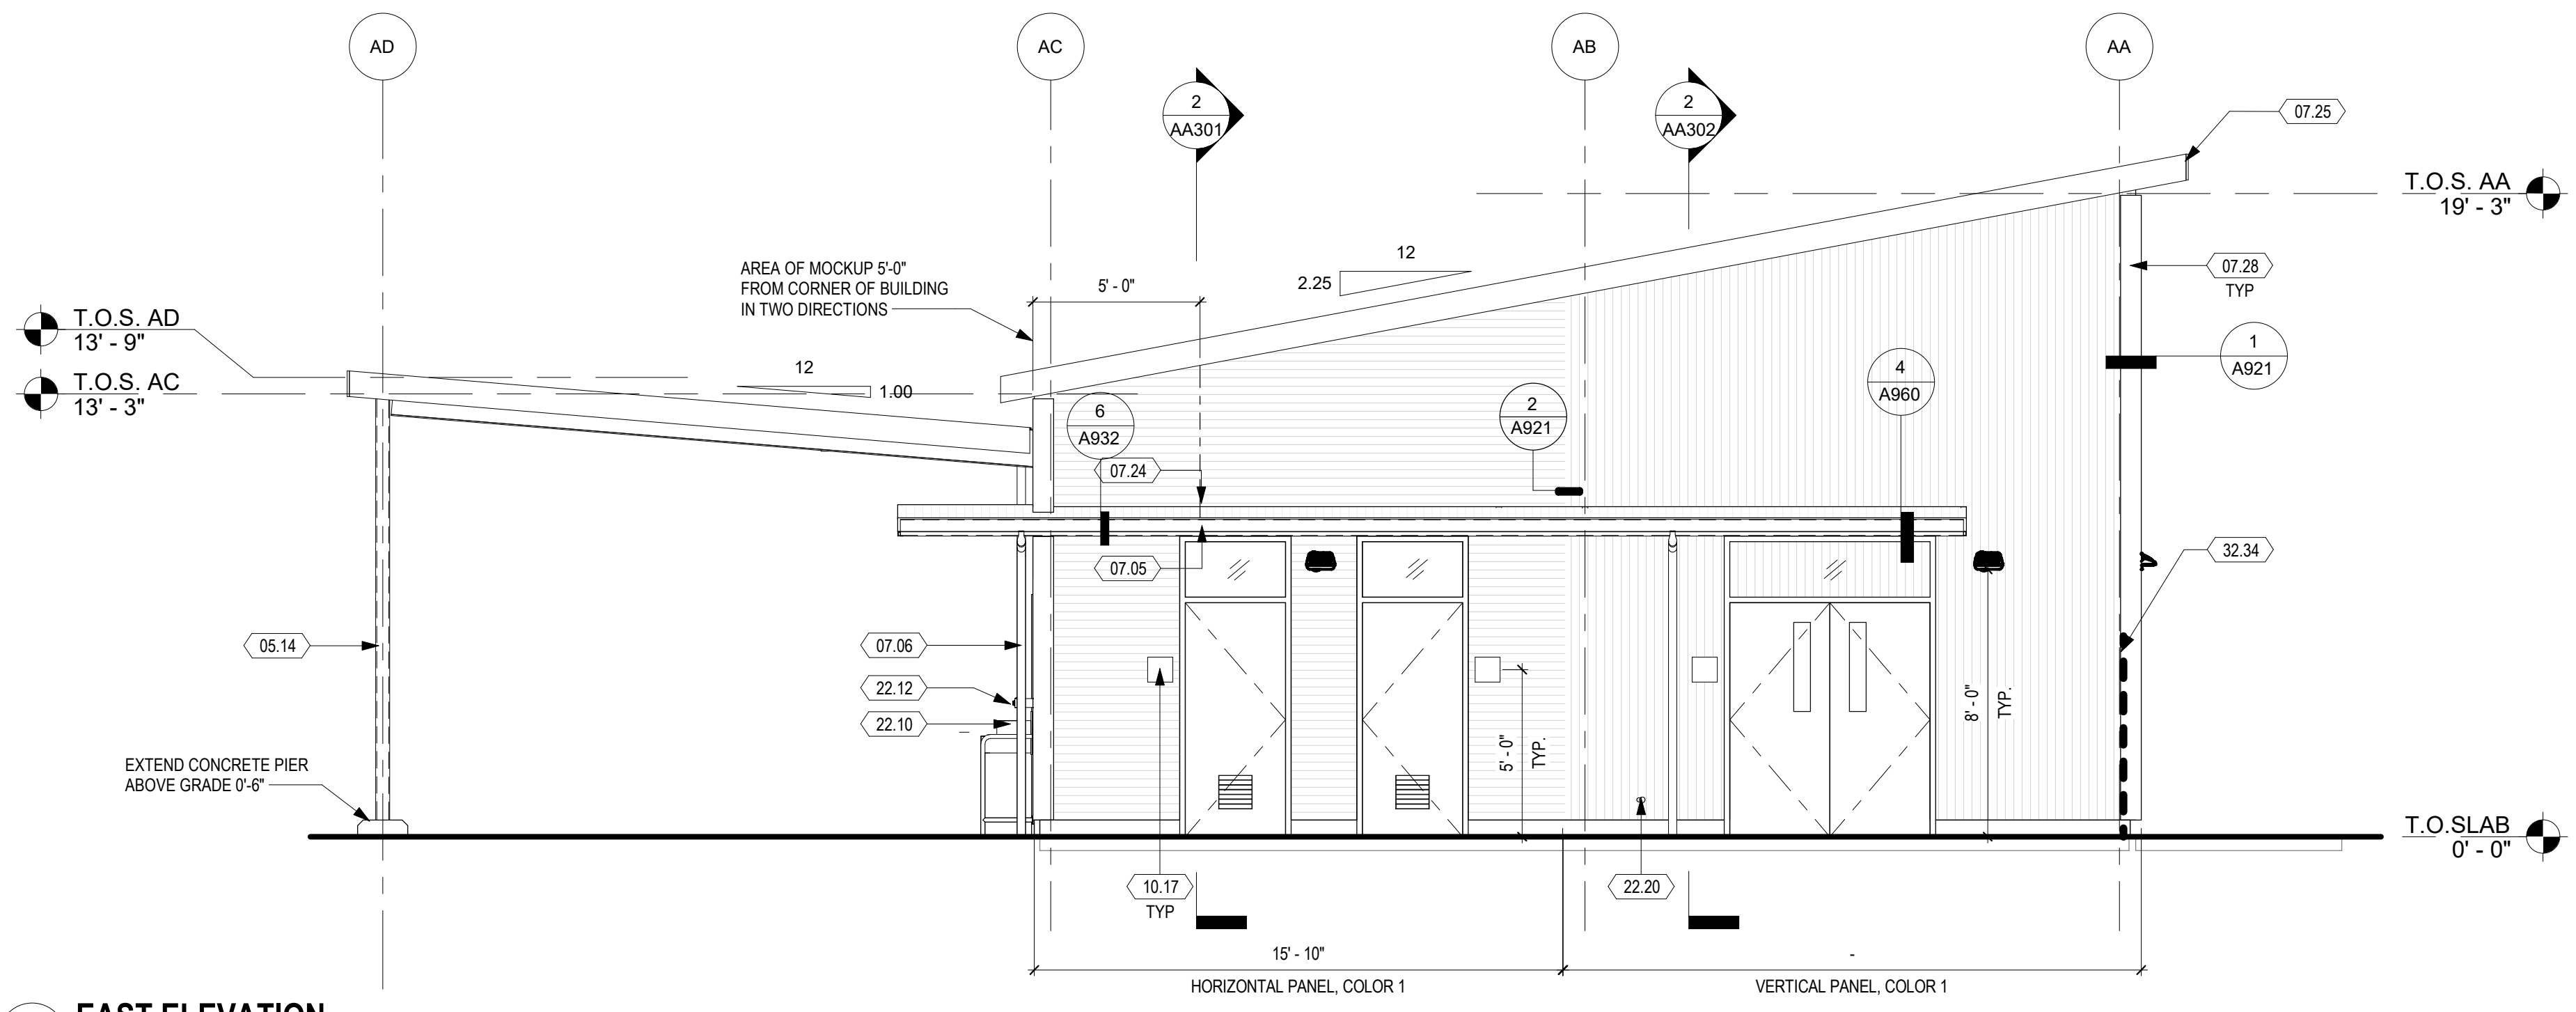 AD
AC
AB
AA
2
AA301
2
AA302
07.25
T.O.S. AA
19' - 3"
AREA OF MOCKUP 5'-0"
FROM CORNER OF BUILDING
IN TWO DIRECTIONS
5' - 0"
12
2.25
07.28
TYP
T.O.S. AD
13' - 9"
T.O.S. AC
13' - 3"
12
1.00
1
A921
4
A960
2
A921
6
A932
07.24
07.05
32.34
05.14
07.06
22.12
22.10
8' - 0"
TYP.
5' - 0"
TYP.
EXTEND CONCRETE PIER
ABOVE GRADE 0'-6"
T.O.SLAB
0' - 0"
10.17
TYP
22.20
15' - 10"
-
HORIZONTAL PANEL, COLOR 1
VERTICAL PANEL, COLOR 1
EAST ELEVATION